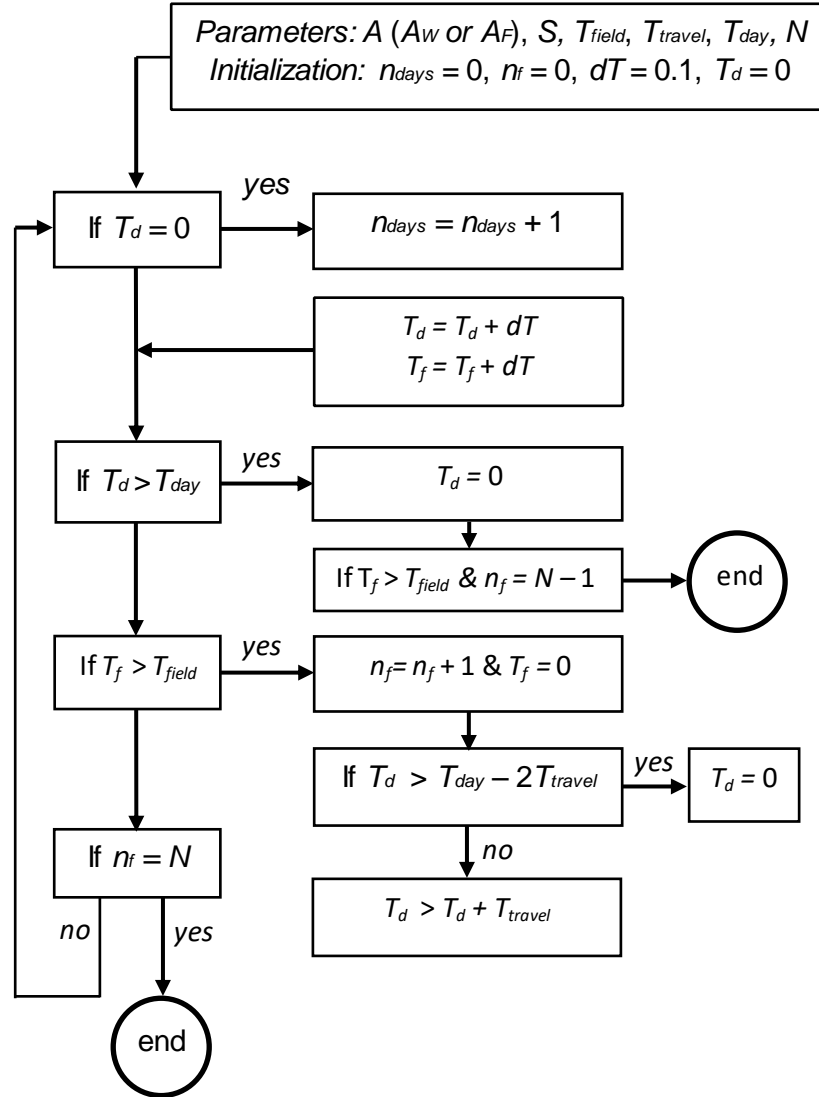 Parameters: A (AW or AF), S, Tfield, Ttravel, Tday, N
Initialization: ndays = 0, nf = 0, dT = 0.1, Td = 0
yes
If Td = 0
ndays = ndays + 1
Td = Td + dT
Tf = Tf + dT
yes
If Td > Tday
Td = 0
If Tf > Tfield & nf = N – 1
end
yes
If Tf > Tfield
nf = nf + 1 & Tf = 0
If Td > Tday – 2Ttravel
yes
Td = 0
If nf = N
no
Td > Td + Ttravel
no
yes
end